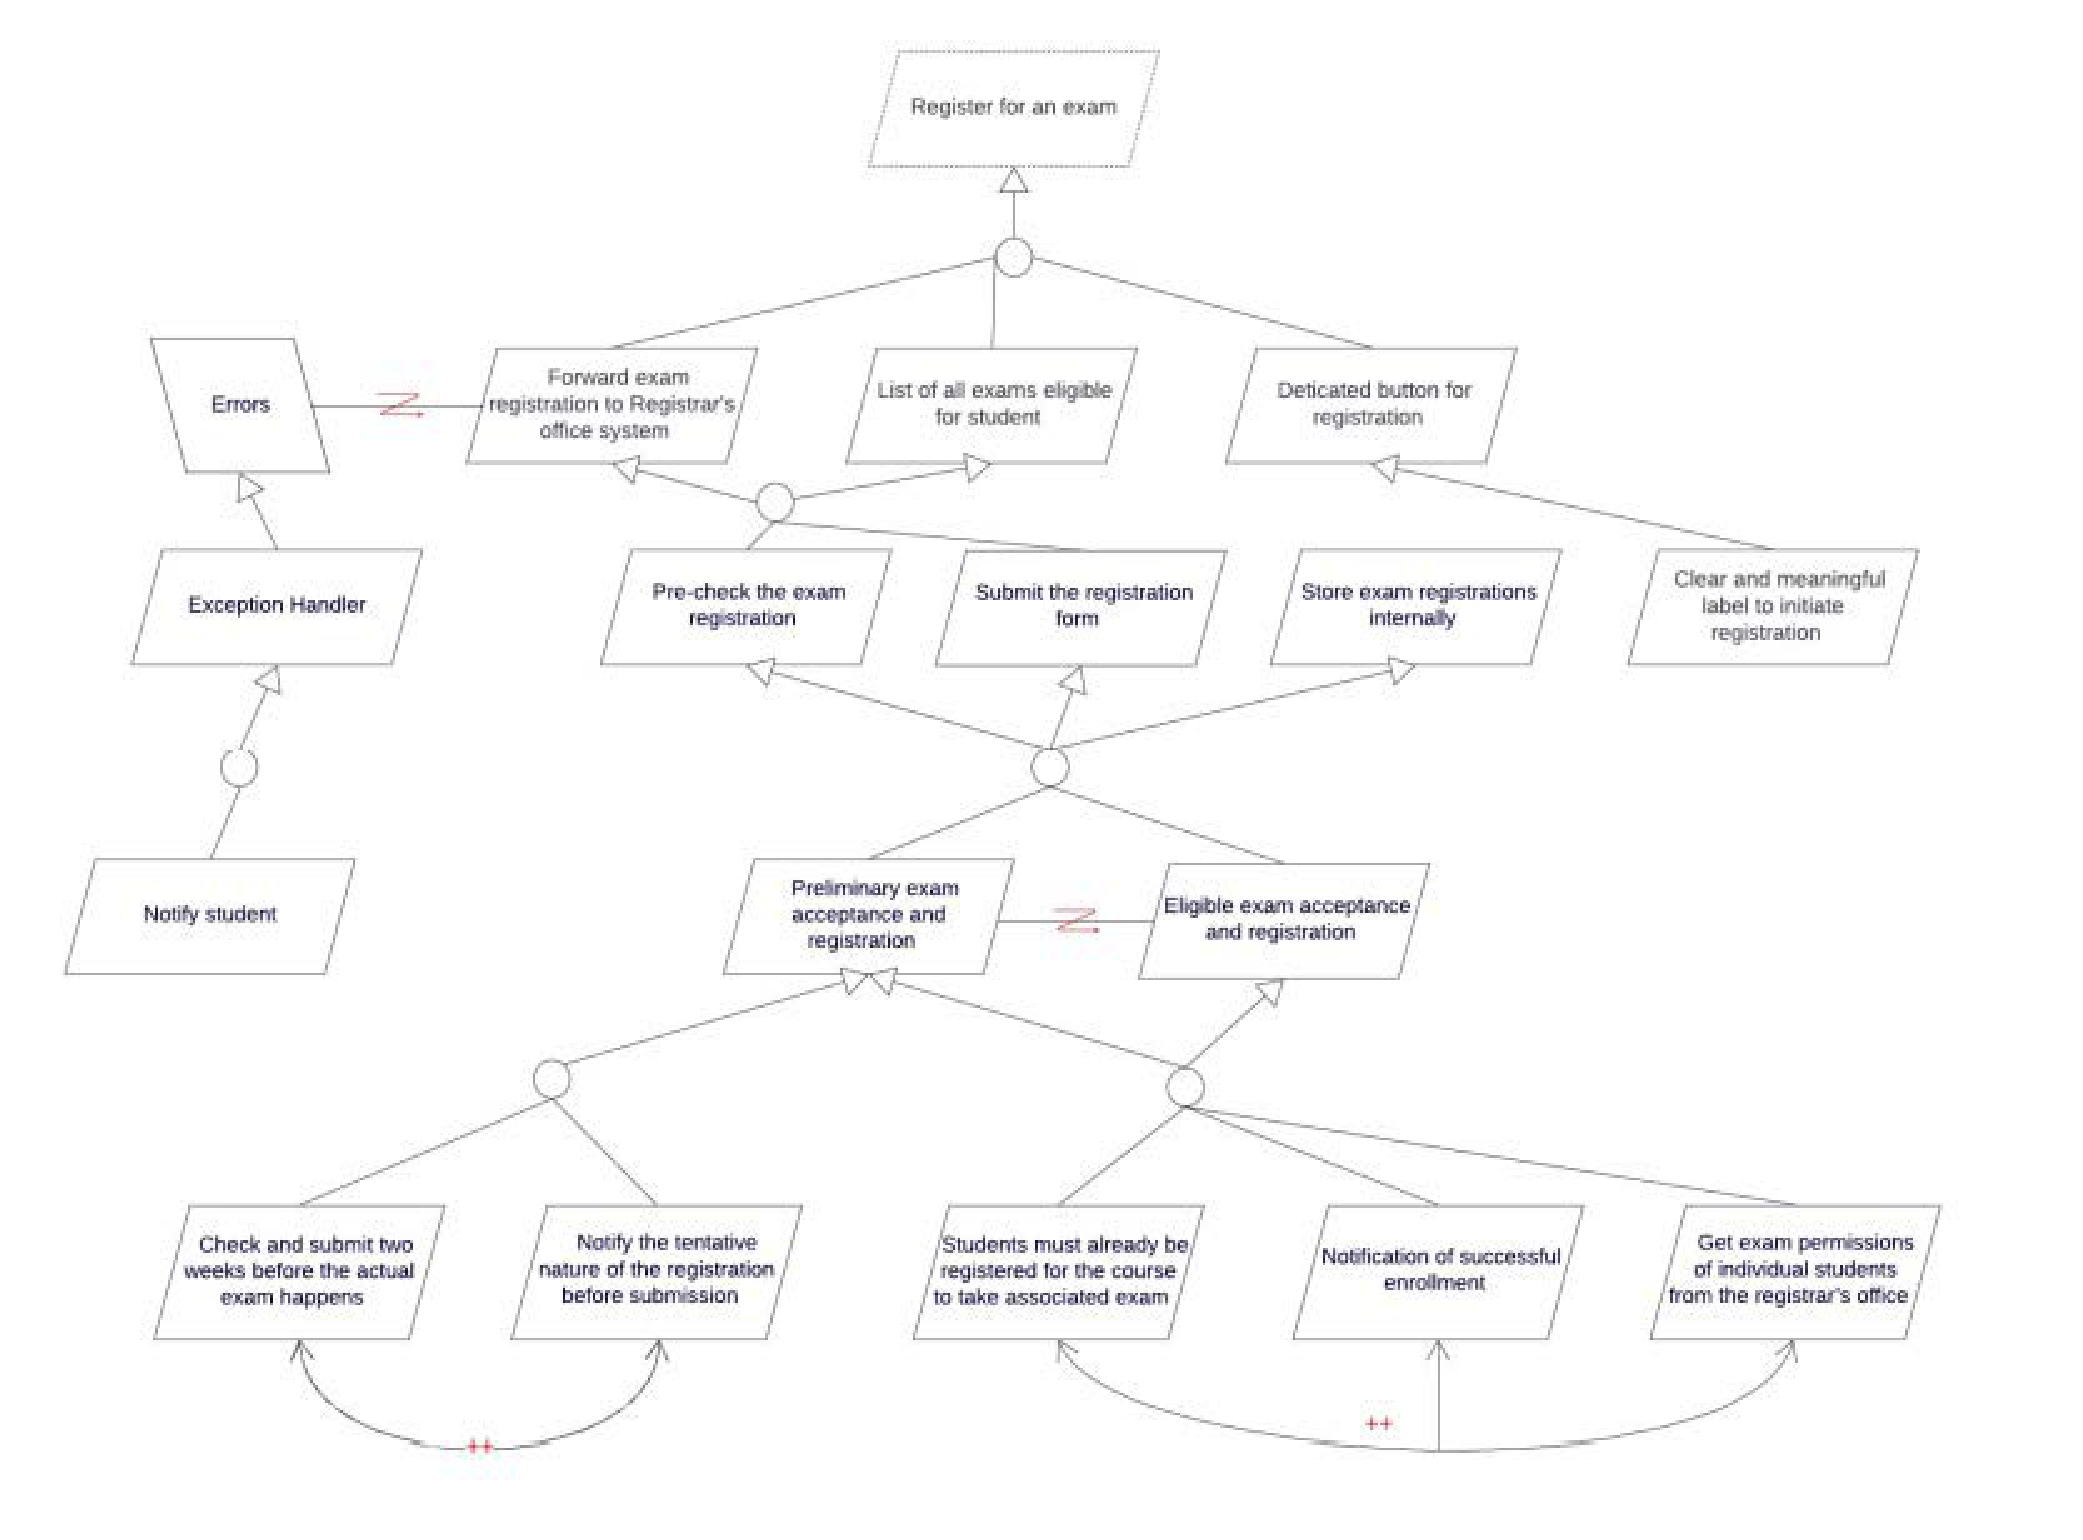 Register for an exam
Errors
Forward exam
registration to Registrar's
office system
List of all exams eligible
for student
Deticated button for
registration
Exception Handler
Pre-check the exam
registration
Submit the registration
form
Store exam registrations
internally
Clear and meaningful
label to initiate
registration
Notify student
Preliminary exam
acceptance and
registration
Eligible exam acceptance
and registration
Check and submit two
weeks before the actual
exam happens
Notify the tentative
nature of the registration
before submission
Students must already be
registered for the course
to take associated exam
Notification of successful
enrollment
Get exam permissions
of individual students
from the registrar's office
++
++